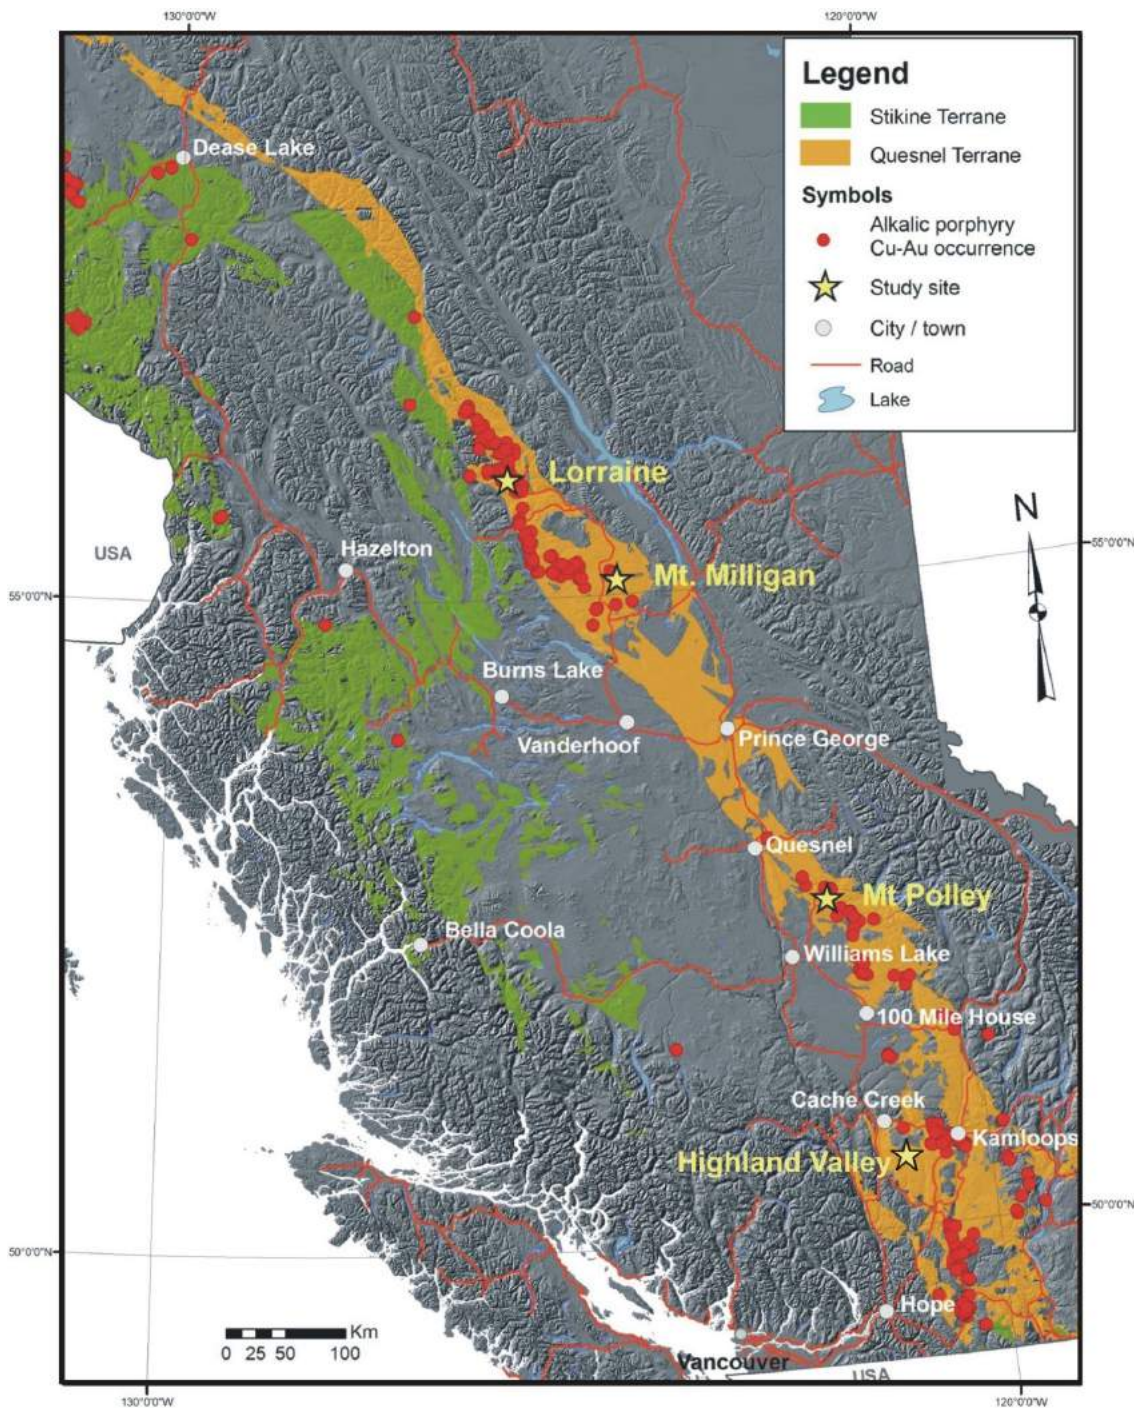 130°0'0"W
120°0'0"W
Legend
Stikine Terrane
Quesnel Terrane
Symbols
Alkalic porphyry
Cu-Au occurrence
Study site
City / town
Road
Lake
Dease Lake
Lorraine
N
55°0'0"N
USA
Hazelton
Mt. Milligan
55°0'0"N
Burns Lake
Vanderhoof
Prince George
Quesnel
Mt Polley
Bella Coola
Williams Lake
100 Mile House
Cache Creek
Kamloops
Highland Valley
50°0'0"N
50°0'0"N
Hope
Km
0 25 50 100
Vancouver
USA
130°0'0"W
120°0'0"W